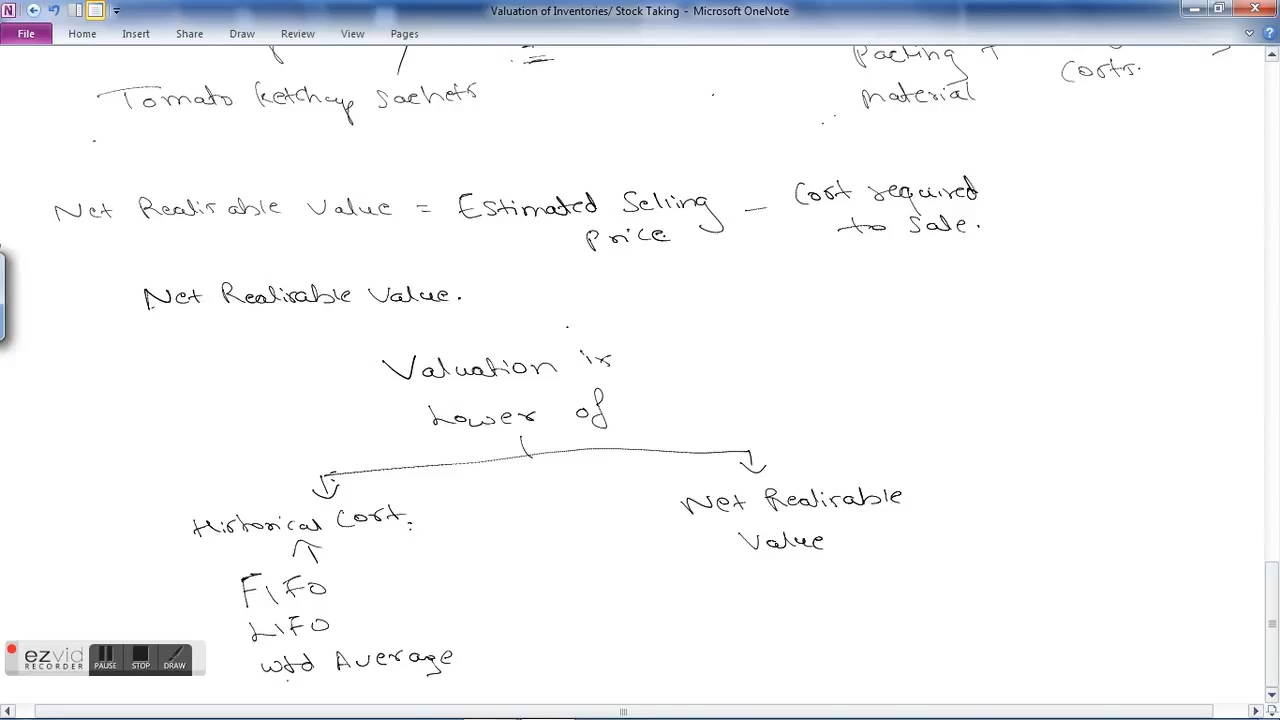 Valuation of Inventories/ Stock Taking - Microsoft OneNote
File Home Insert Share Draw Review View Pages
Packing +
Costs.
Tomato ketchup sachets
material
Net Realisable Value = Estimated Selling Price - Cost required to Sale.
Net Realisable Value.
Valuation is
Lower of
Historical Cost.
Net Realisable
Value
FIFO
LIFO
wtd Average
ezvid
RECORDER
PAUSE STOP DRAW